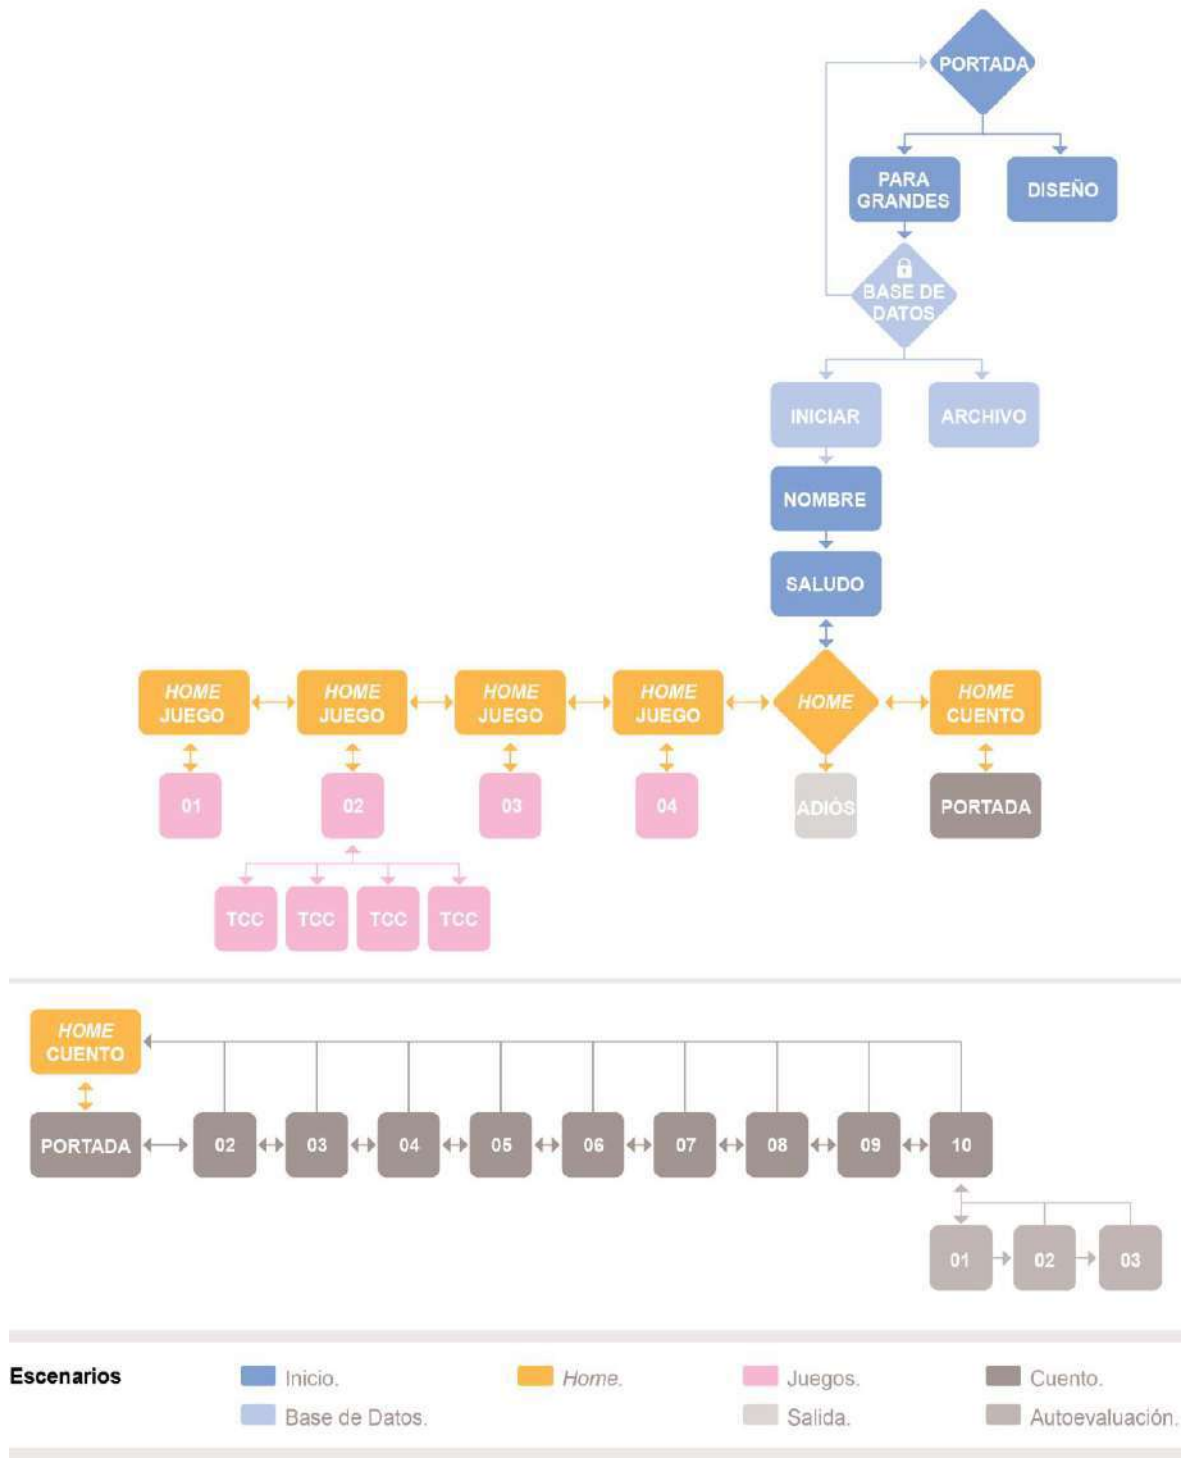 PORTADA
PARA
GRANDES
DISEÑO
BASE DE
DATOS
INICIAR
ARCHIVO
NOMBRE
SALUDO
HOME
JUEGO
HOME
JUEGO
HOME
JUEGO
HOME
JUEGO
HOME
HOME
CUENTO
01
02
03
04
ADIÓS
PORTADA
TCC
TCC
TCC
TCC
HOME
CUENTO
PORTADA
02
03
04
05
06
07
08
09
10
01
02
03
Escenarios
Inicio.
Home.
Juegos.
Cuento.
Base de Datos.
Salida.
Autoevaluación.